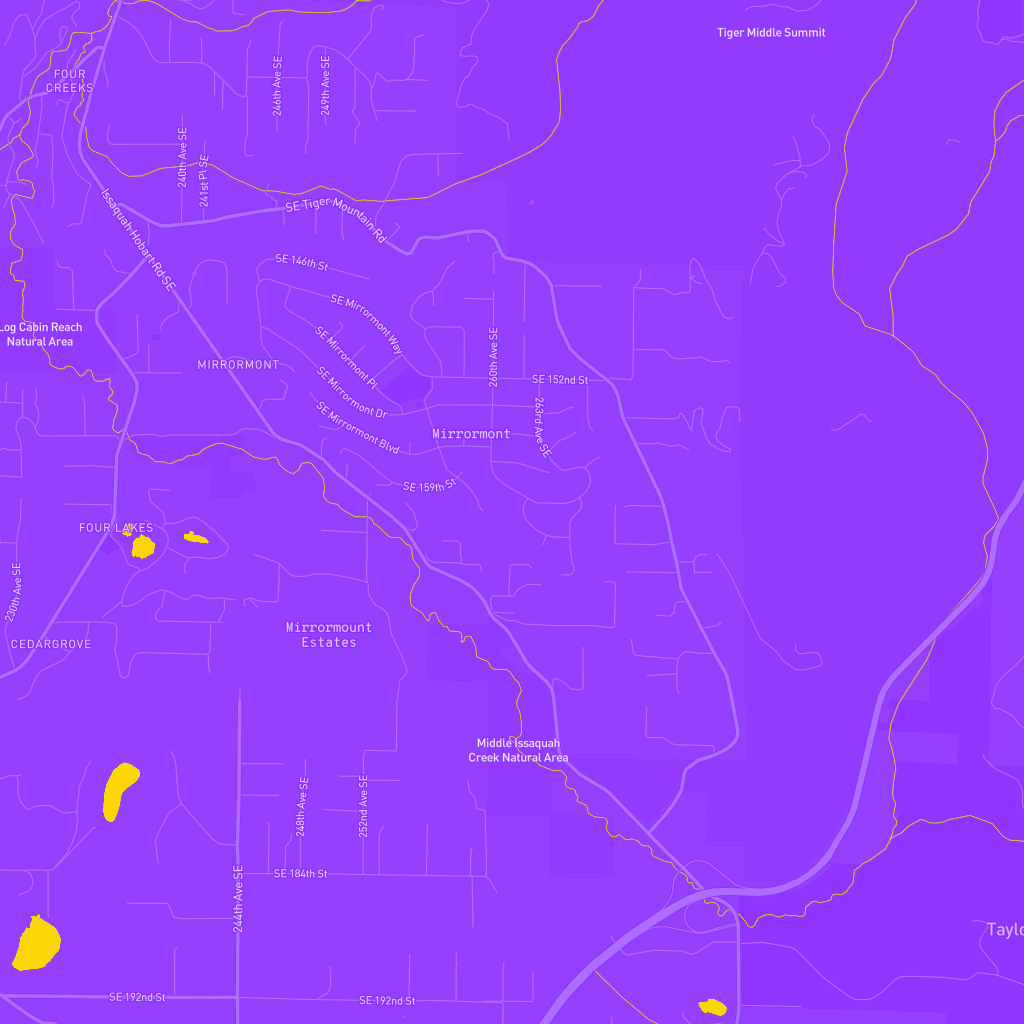 Tiger Middle Summit
FOUR
CREEKS
246th Ave SE
249th Ave SE
240th Ave SE
241st Pl SE
Issaquah Hobart Rd SE
SE Tiger Mountain Rd
SE 146th St
SE Mirrormont Way
Log Cabin Reach
Natural Area
SE Mirrormont Pl
260th Ave SE
MIRRORMONT
SE Mirrormont Dr
SE 152nd St
SE Mirrormont Blvd
263rd Ave SE
Mirrormont
SE 159th St
FOUR LAKES
230th Ave SE
CEDARGROVE
Mirrormount
Estates
Middle Issaquah
Creek Natural Area
248th Ave SE
252nd Ave SE
SE 184th St
244th Ave SE
Taylo
SE 192nd St
SE 192nd St